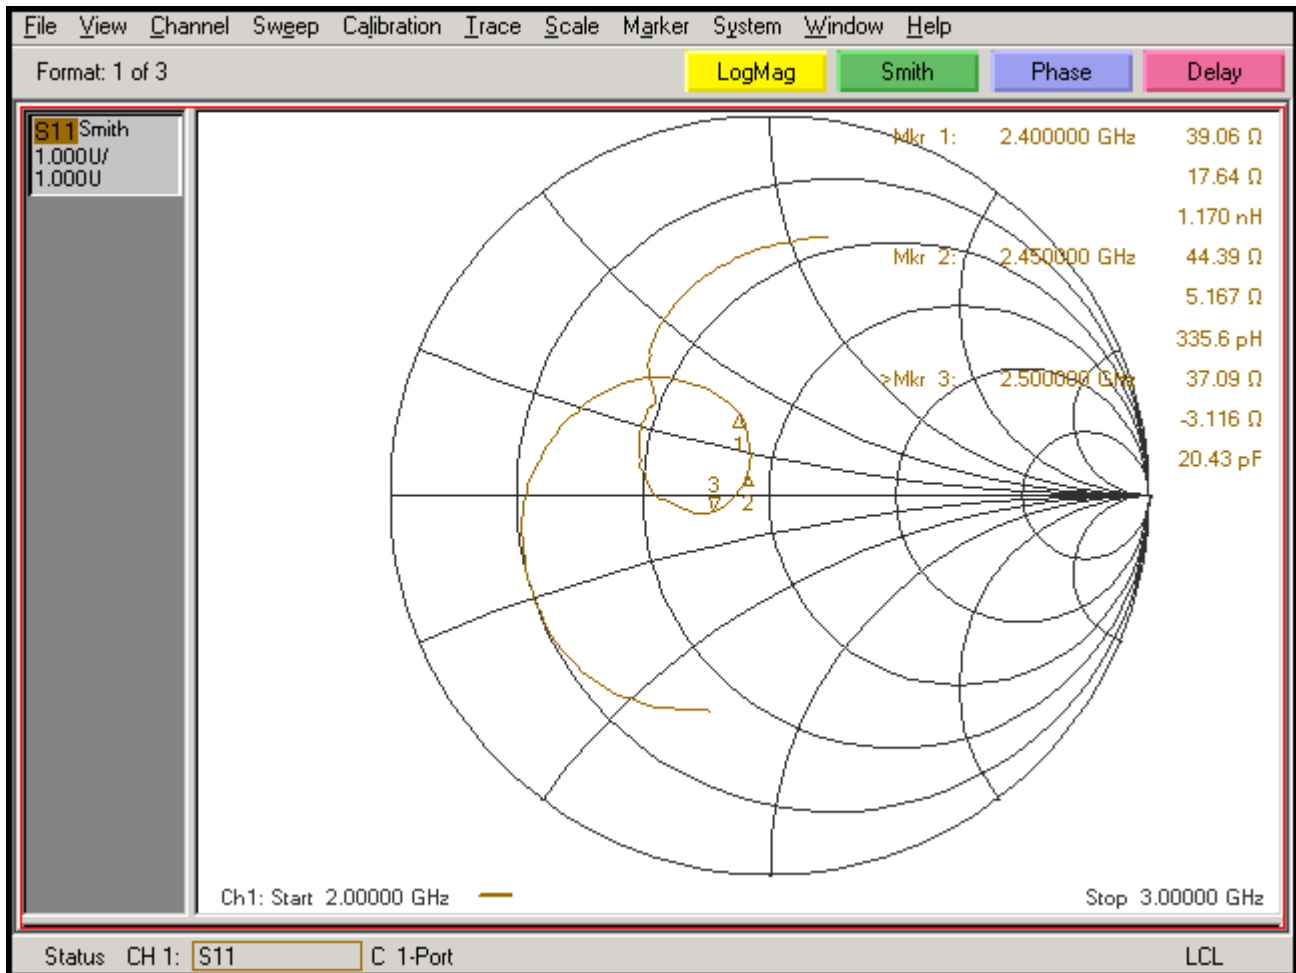 File View Channel Sweep Calibration Trace Scale Marker System Window Help
Format: 1 of 3 LogMag Smith Phase Delay
S11 Smith
1.000U/
1.000U
Mkr 1: 2.400000 GHz 39.06 Ω
17.64 Ω
1.170 nH
Mkr 2: 2.450000 GHz 44.39 Ω
5.167 Ω
335.6 pH
>Mkr 3: 2.500000 GHz 37.09 Ω
-3.116 Ω
20.43 pF
1
3
2
Ch1: Start 2.00000 GHz Stop 3.00000 GHz
Status CH 1: S11 C 1-Port LCL